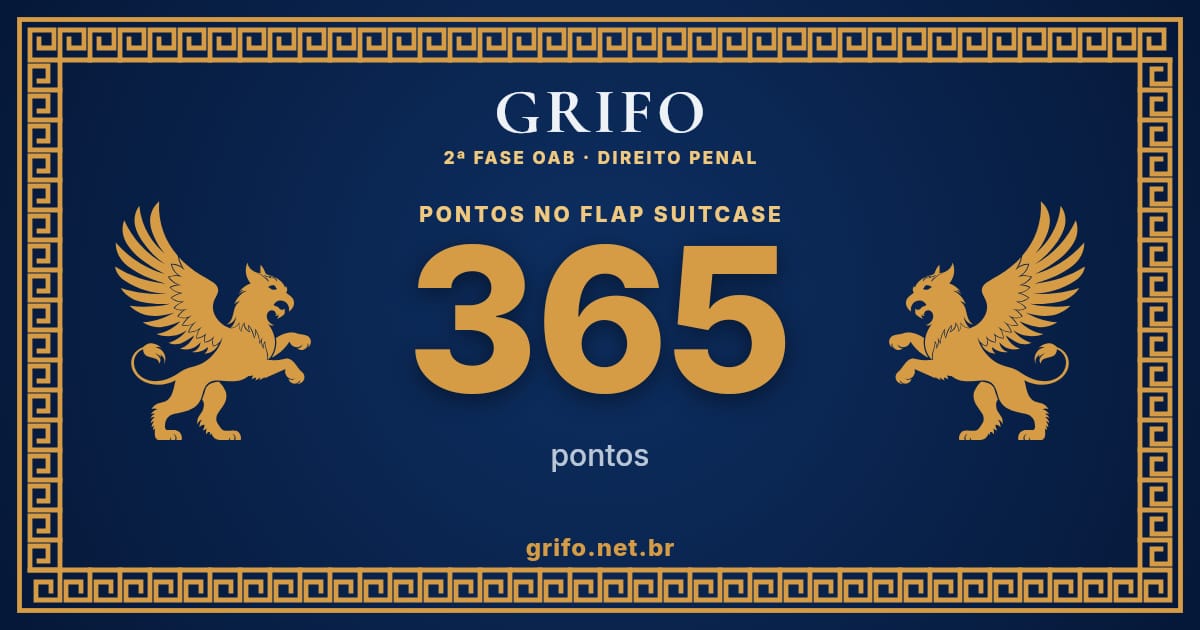 GRIFO
2ª FASE OAB · DIREITO PENAL
PONTOS NO FLAP SUITCASE
365
pontos
grifo.net.br